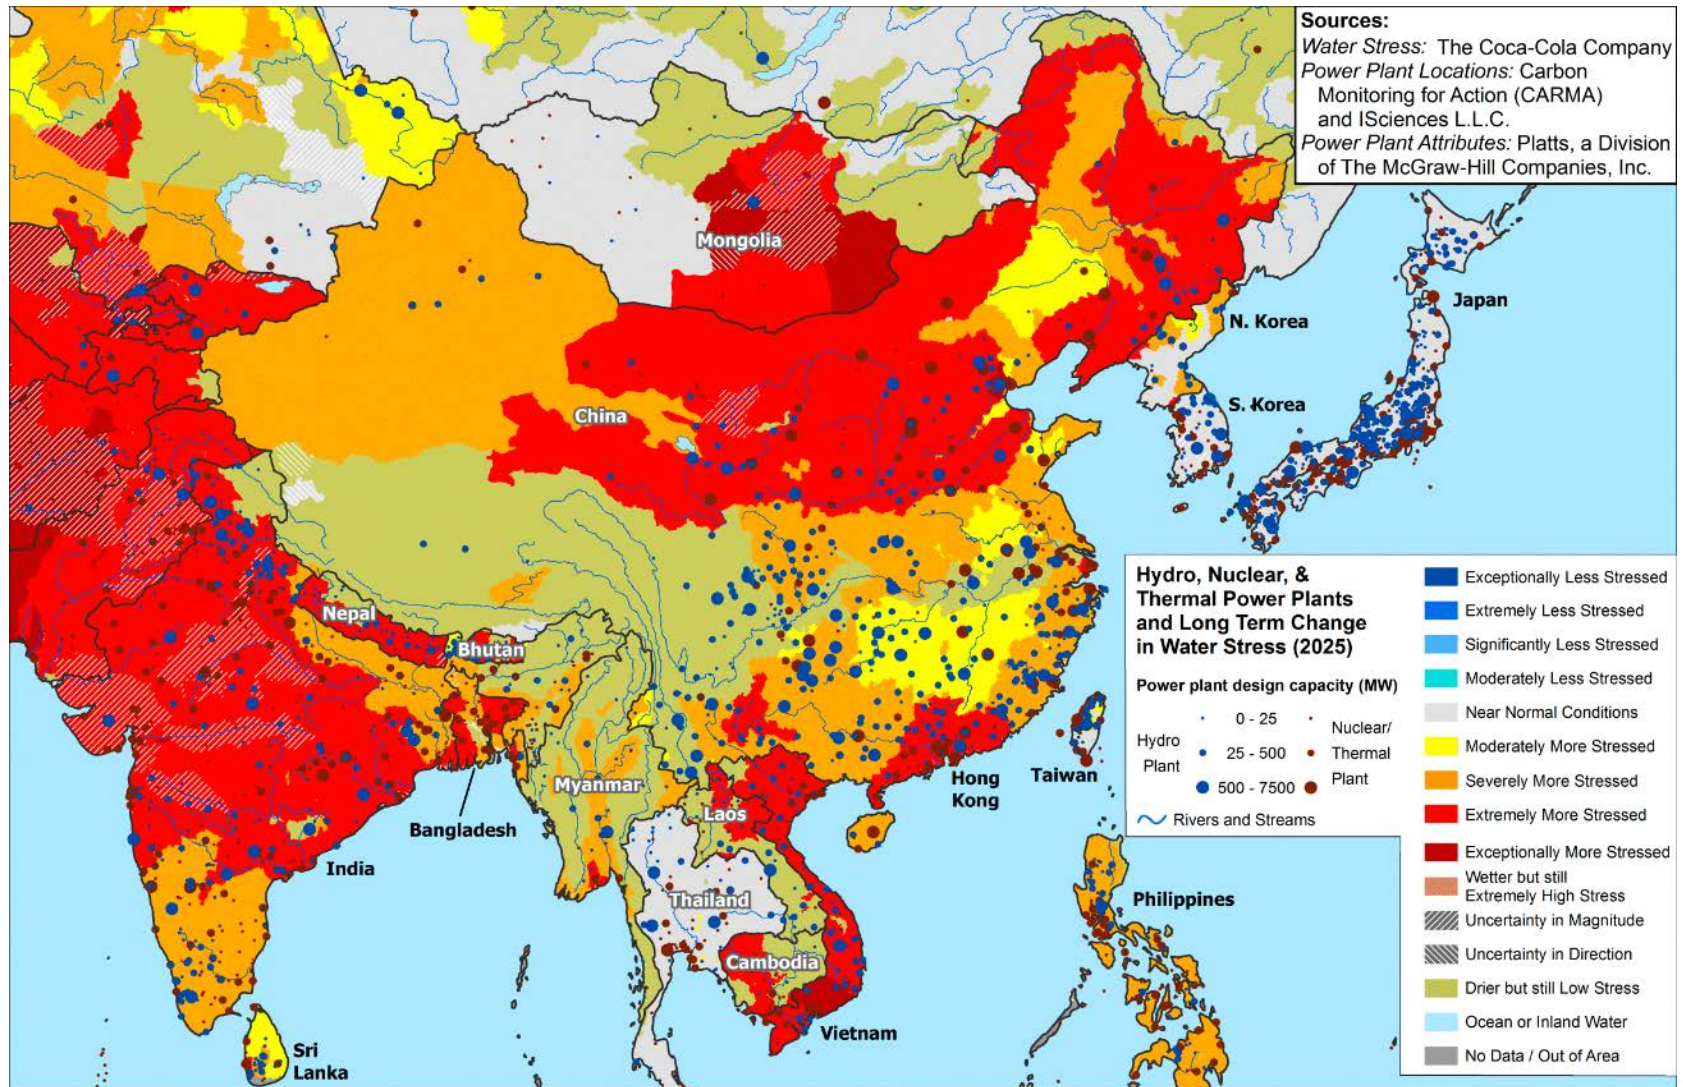 Sources:
Water Stress: The Coca-Cola Company
Power Plant Locations: Carbon
Monitoring for Action (CARMA)
and ISciences L.L.C.
Power Plant Attributes: Platts, a Division
of The McGraw-Hill Companies, Inc.
Mongolia
Japan
N. Korea
S. Korea
China
Nepal
Bhutan
Myanmar
Bangladesh
India
Laos
Hong
Kong
Taiwan
Thailand
Cambodia
Vietnam
Philippines
Sri
Lanka
Hydro, Nuclear, &
Thermal Power Plants
and Long Term Change
in Water Stress (2025)
Power plant design capacity (MW)
Hydro
Plant
0 - 25
25 - 500
500 - 7500
Nuclear/
Thermal
Plant
Rivers and Streams
Exceptionally Less Stressed
Extremely Less Stressed
Significantly Less Stressed
Moderately Less Stressed
Near Normal Conditions
Moderately More Stressed
Severely More Stressed
Extremely More Stressed
Exceptionally More Stressed
Wetter but still
Extremely High Stress
Uncertainty in Magnitude
Uncertainty in Direction
Drier but still Low Stress
Ocean or Inland Water
No Data / Out of Area